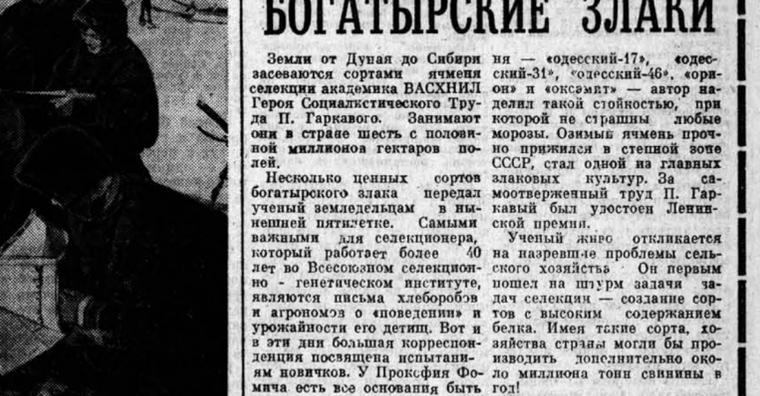 БОГАТЫРСКИЕ ЗЛАКИ
Земли от Дуная до Сибири
засеваются сортами ячменя
селекции академика ВАСХНИЛ
Героя Социалистического Тру-
да П. Гаркавого. Занимают
они в стране шесть с полови-
ной миллионов гектаров по-
лей.
Несколько ценных сортов
богатырского злака передал
ученый земледельцам в ны-
нешней пятилетке. Самыми
важными для селекционера,
который работает более 40
лет во Всесоюзном селекцион-
но - генетическом институте,
являются письма хлеборобов
и агрономов о «поведении» и
урожайности его детищ. Вот и
в эти дни большая корреспон-
денция посвящена испытани-
ям новичков. У Прокофия Фо-
мича есть все основания быть
ня — «одесский-17», «одес-
ский-31», «одесский-46», «ори-
он» и «оксамит» — автор на-
делил такой стойкостью, при
которой не страшны любые
морозы. Озимый ячмень проч-
но прижился в степной зоне
СССР, стал одной из главных
злаковых культур. За са-
моотверженный труд П. Гар-
кавый был удостоен Ленин-
ской премии.
Ученый живо откликается
на назревшие проблемы сель-
ского хозяйства Он первым
пошел на штурм задачи за-
дач селекции — создание сор-
тов с высоким содержанием
белка. Имея такие сорта, хо-
зяйства страны могли бы про-
изводить дополнительно око-
ло миллиона тонн свинины в
год!